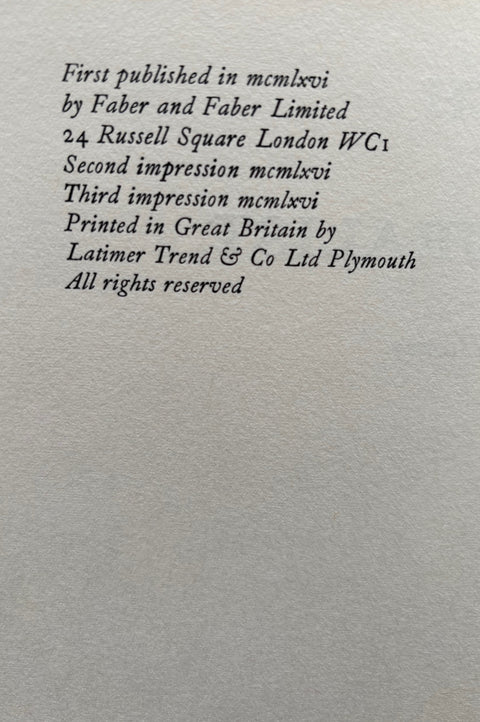 First published in mcmlxvi
by Faber and Faber Limited
24 Russell Square London WC1
Second impression mcmlxvi
Third impression mcmlxvi
Printed in Great Britain by
Latimer Trend & Co Ltd Plymouth
All rights reserved